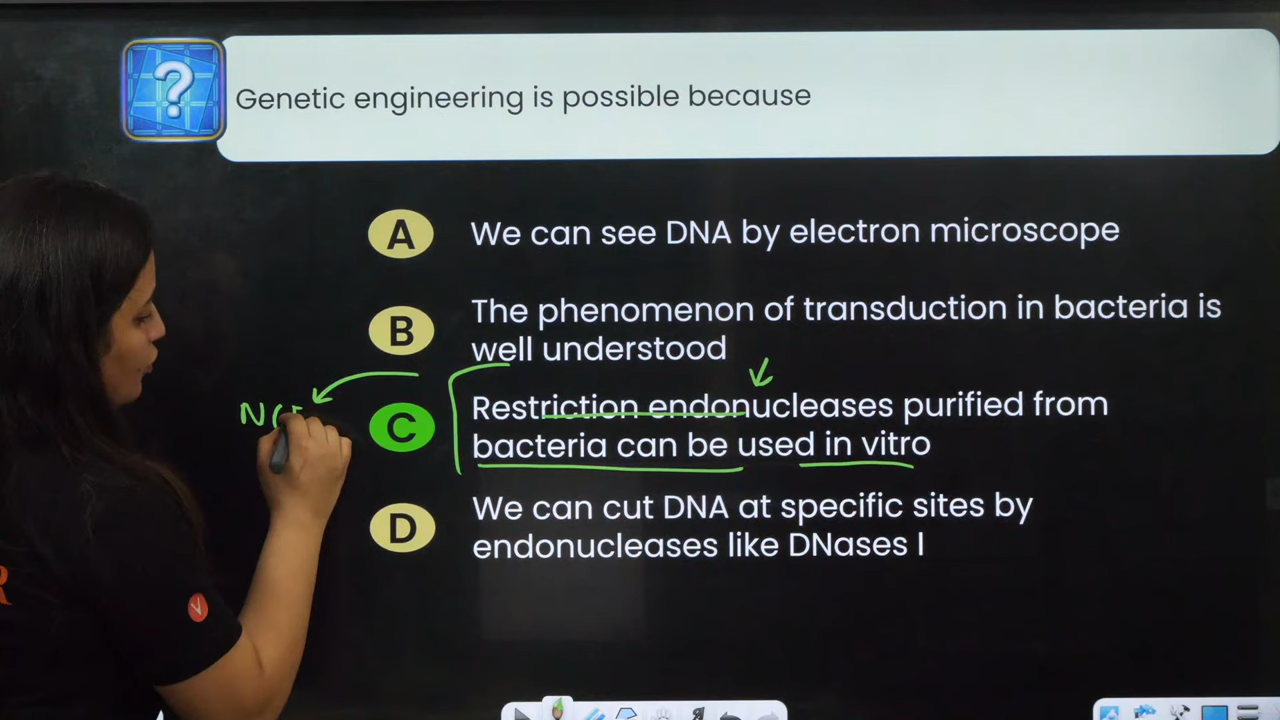 ?
Genetic engineering is possible because
A
We can see DNA by electron microscope
B
The phenomenon of transduction in bacteria is
well understood
C
Restriction endonucleases purified from
bacteria can be used in vitro
D
We can cut DNA at specific sites by
endonucleases like DNases I
R
V